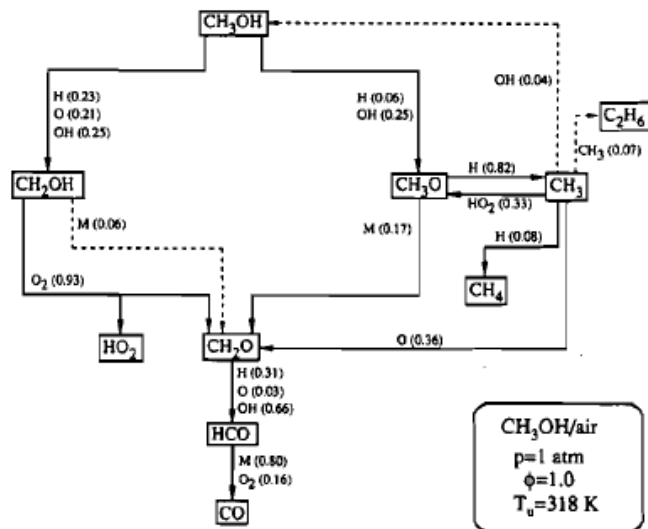 CH₃OH
OH (0.04)
H (0.23)
O (0.21)
OH (0.25)
H (0.06)
OH (0.25)
C₂H₆
CH₃ (0.07)
CH₂OH
CH₃O
H (0.82)
HO₂ (0.33)
CH₃
M (0.06)
M (0.17)
H (0.08)
O₂ (0.93)
CH₄
HO₂
CH₂O
O (0.36)
H (0.31)
O (0.03)
OH (0.66)
HCO
M (0.80)
O₂ (0.16)
CO
CH₃OH/air
p=1 atm
ϕ=1.0
Tᵤ=318 K